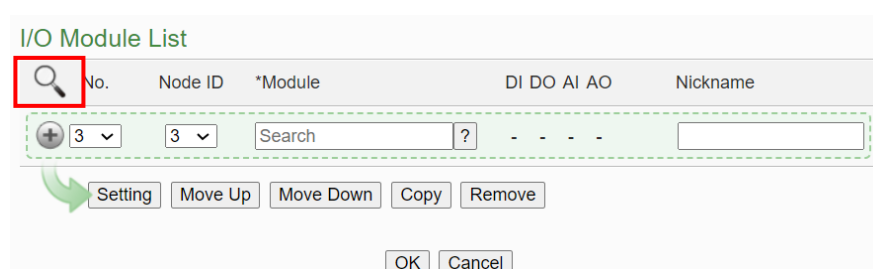 I/O Module List
No. Node ID *Module DI DO AI AO Nickname
3 3 Search ? - - - -
Setting Move Up Move Down Copy Remove
OK Cancel